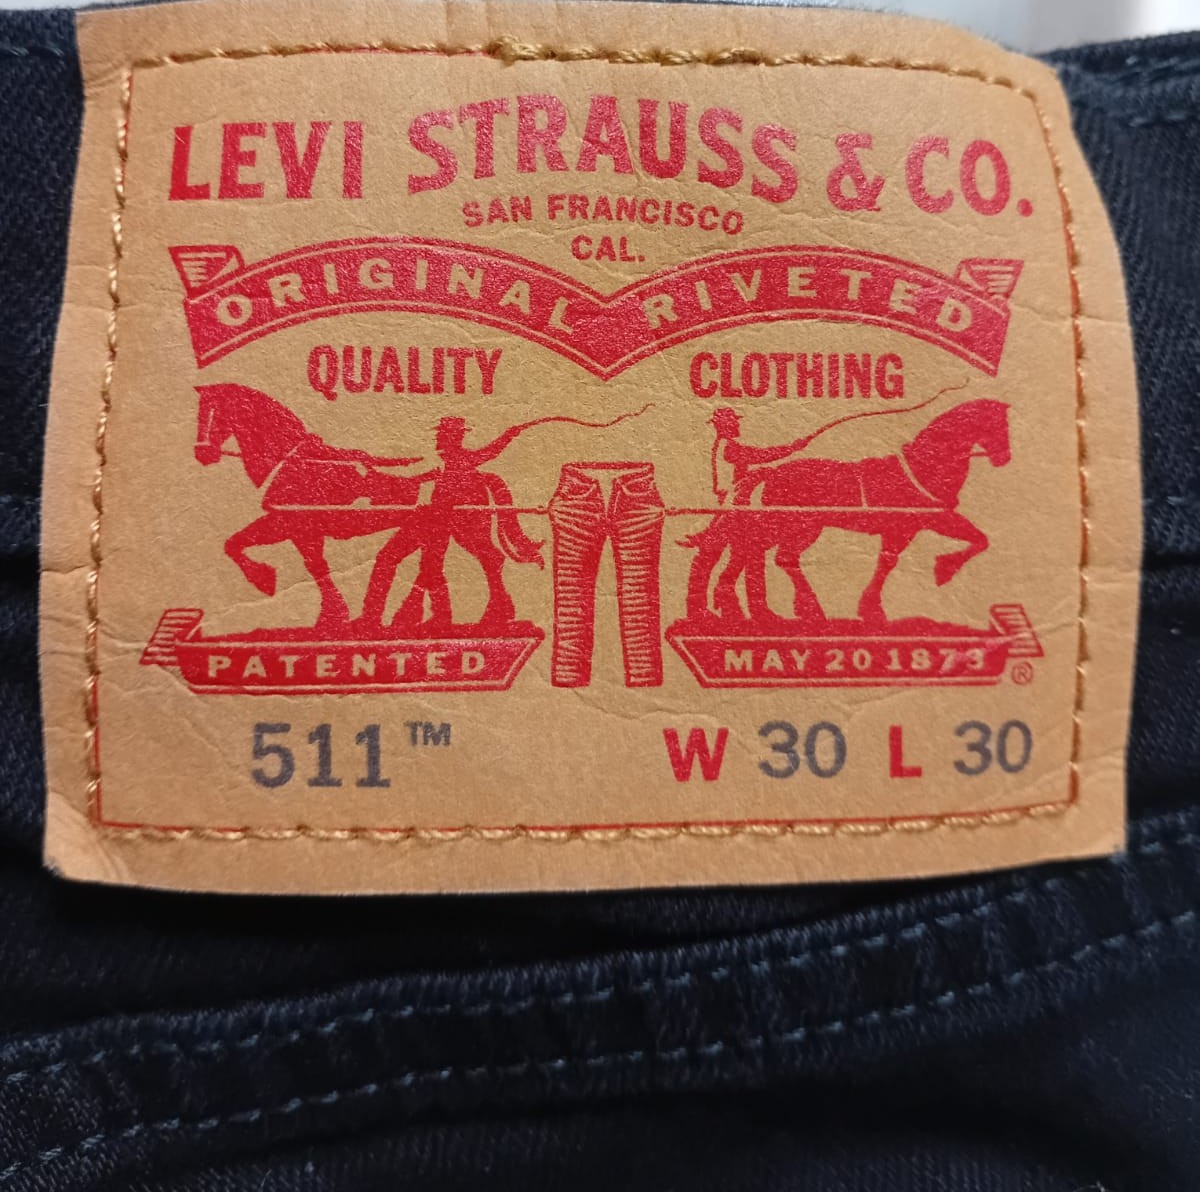 LEVI STRAUSS & CO.
SAN FRANCISCO
CAL.
ORIGINAL RIVETED
QUALITY CLOTHING
PATENTED MAY 20 1873 ®
511™ W 30 L 30